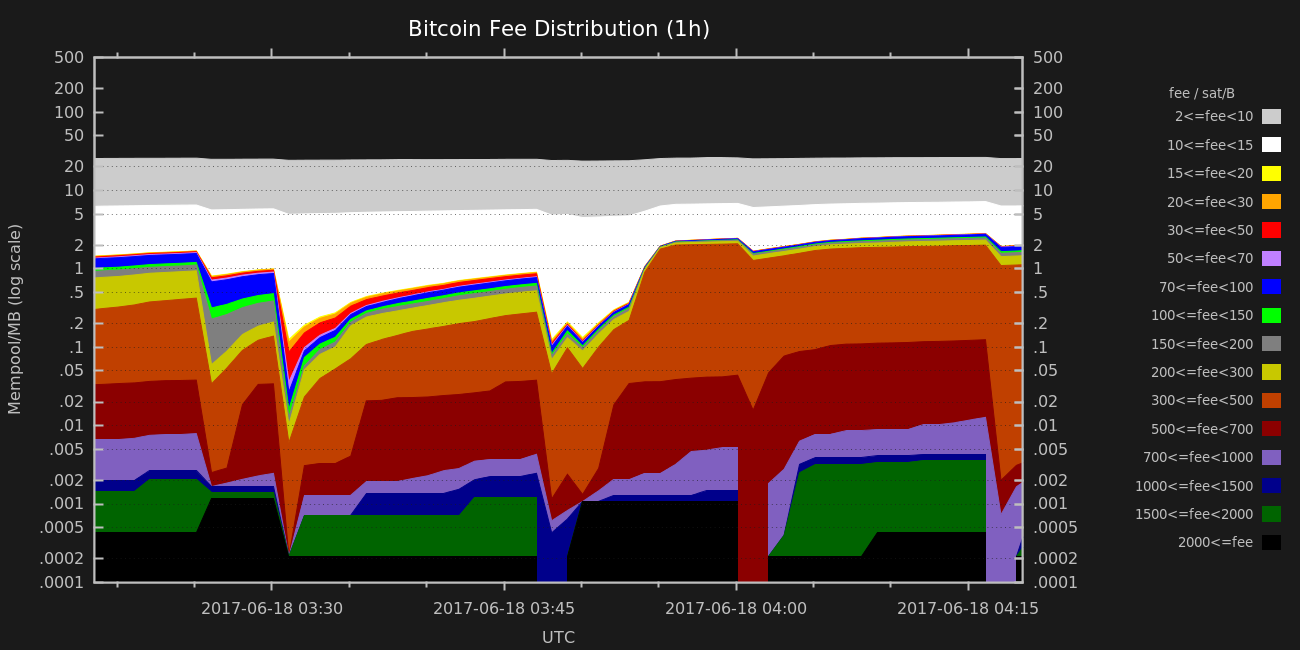 Bitcoin Fee Distribution (1h)
Mempool/MB (log scale)
500
200
100
50
20
10
5
2
1
.5
.2
.1
.05
.02
.01
.005
.002
.001
.0005
.0002
.0001
500
200
100
50
20
10
5
2
1
.5
.2
.1
.05
.02
.01
.005
.002
.001
.0005
.0002
.0001
2017-06-18 03:30
2017-06-18 03:45
2017-06-18 04:00
2017-06-18 04:15
UTC
fee / sat/B
2<=fee<10
10<=fee<15
15<=fee<20
20<=fee<30
30<=fee<50
50<=fee<70
70<=fee<100
100<=fee<150
150<=fee<200
200<=fee<300
300<=fee<500
500<=fee<700
700<=fee<1000
1000<=fee<1500
1500<=fee<2000
2000<=fee